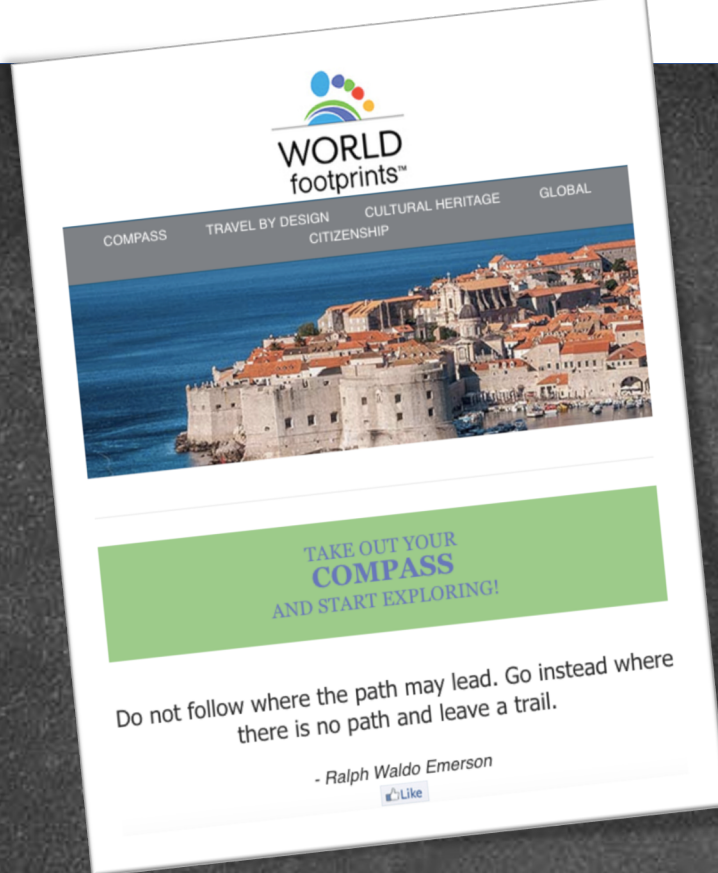 WORLD
footprints™
COMPASS TRAVEL BY DESIGN CULTURAL HERITAGE GLOBAL
CITIZENSHIP
TAKE OUT YOUR
COMPASS
AND START EXPLORING!
Do not follow where the path may lead. Go instead where
there is no path and leave a trail.
- Ralph Waldo Emerson
Like